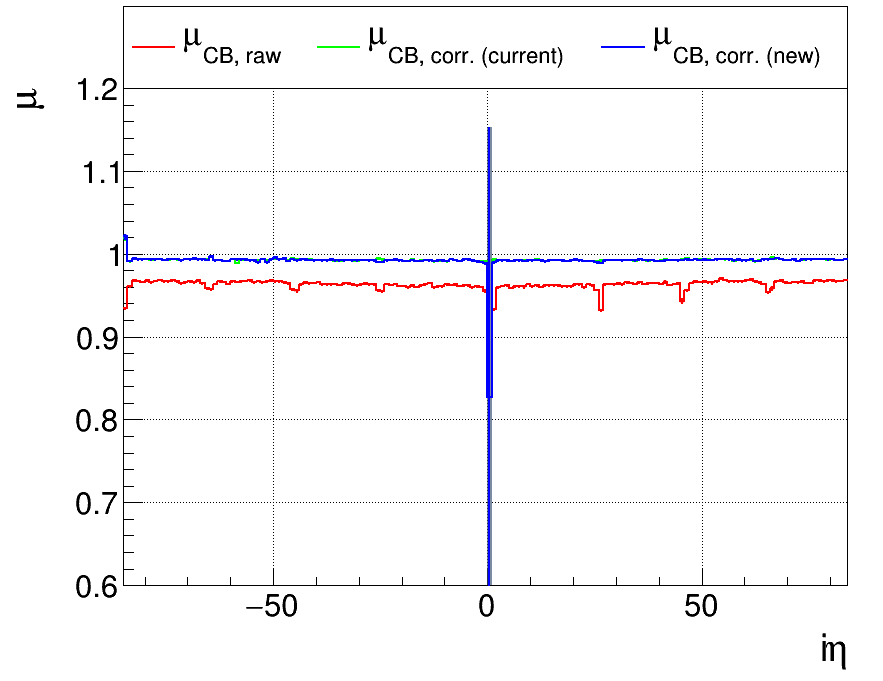 μCB, raw μCB, corr. (current) μCB, corr. (new)
μ
1.2
1.1
1
0.9
0.8
0.7
0.6
−50 0 50
iη